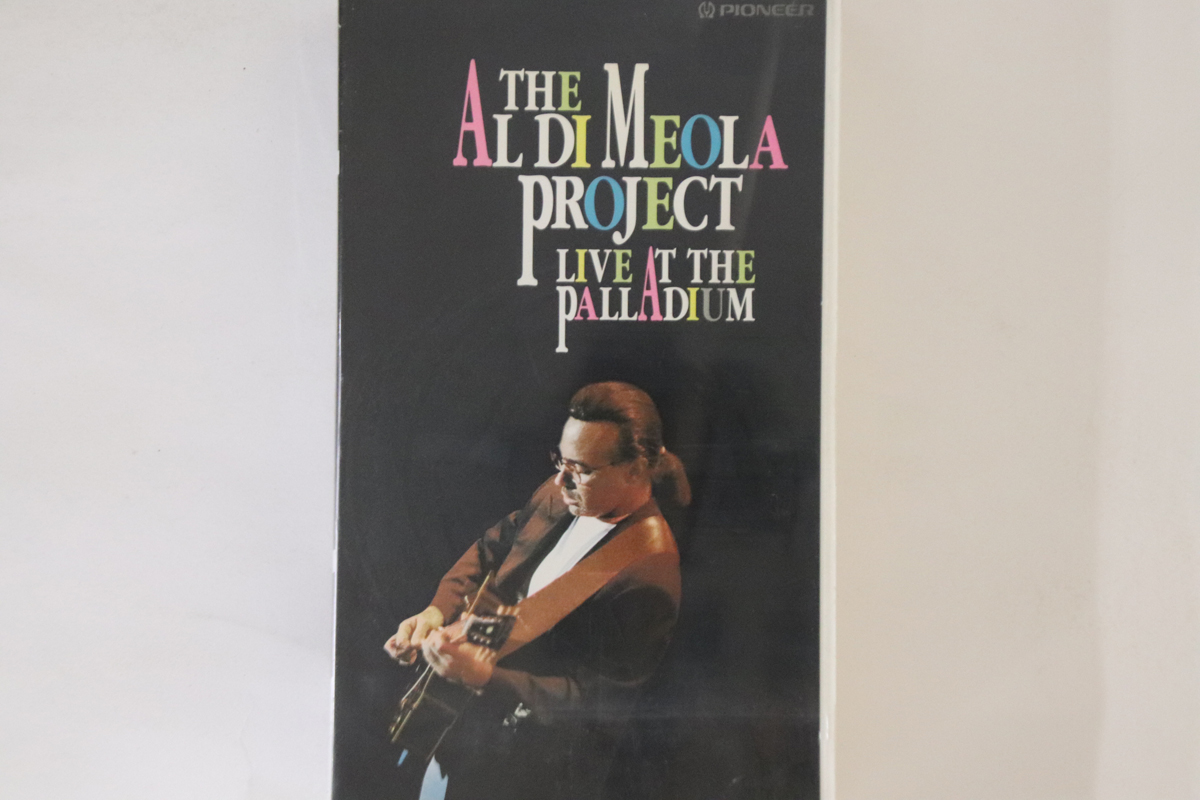 PIONEER
THE
AL DI MEOLA
PROJECT
LIVE AT THE
PALLADIUM